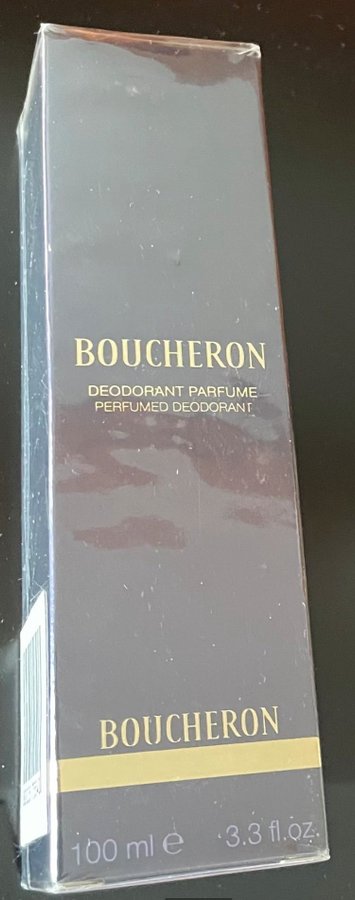 BOUCHERON
DEODORANT PARFUME
PERFUMED DEODORANT
BOUCHERON
100 ml e 3.3 fl.oz.